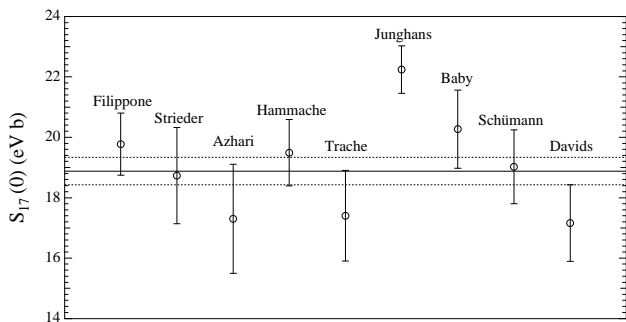 24
22
20
18
16
14
S₁₇(0) (eV b)
Filippone
Strieder
Azhari
Hammache
Trache
Junghans
Baby
Schümann
Davids